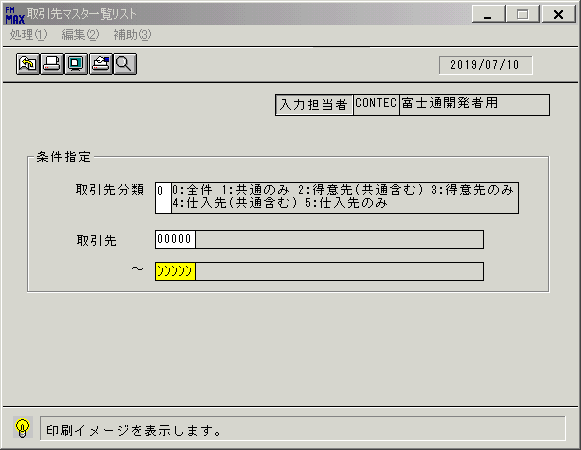 FM MAX 取引先マスター覧リスト
処理(1) 編集(2) 補助(3)
2019/07/10
入力担当者 CONTEC 富士通開発者用
条件指定
取引先分類 0 0:全件 1:共通のみ 2:得意先(共通含む) 3:得意先のみ
4:仕入先(共通含む) 5:仕入先のみ
取引先 00000
～ ﾝﾝﾝﾝﾝ
印刷イメージを表示します。